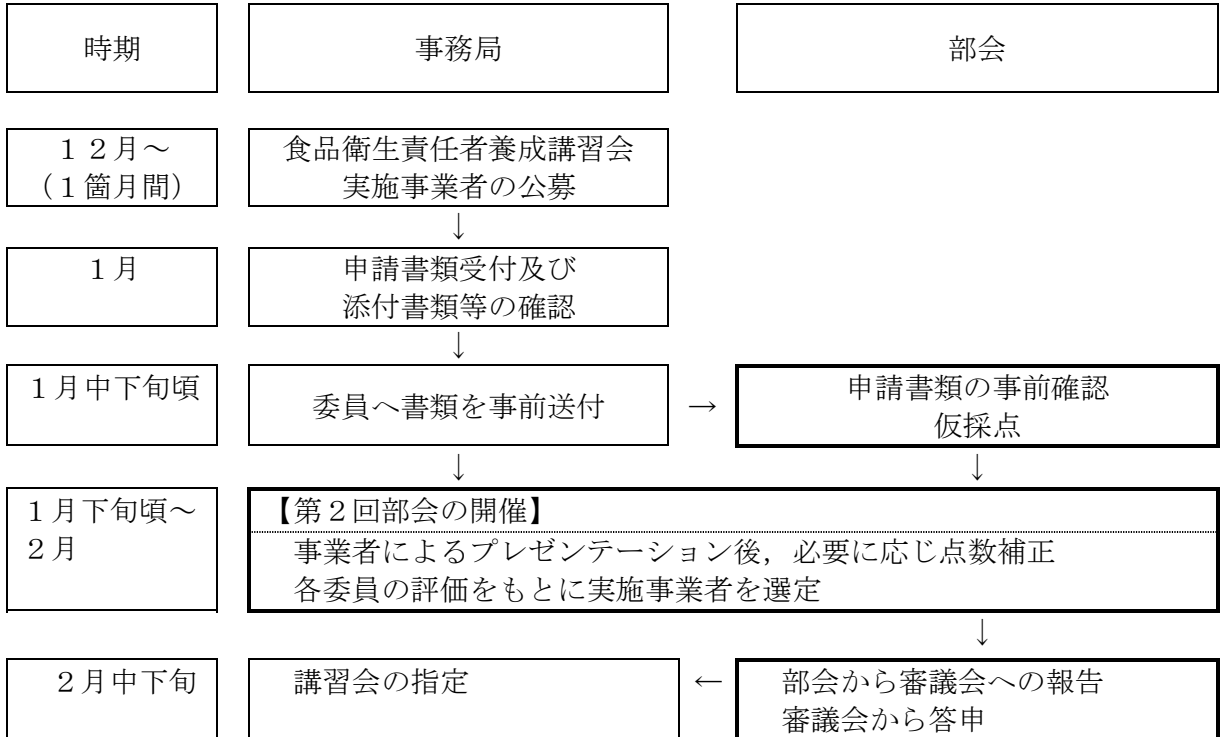 時期
事務局
部会
１２月～
（１箇月間）
食品衛生責任者養成講習会
実施事業者の公募
↓
１月
申請書類受付及び
添付書類等の確認
↓
１月中下旬頃
委員へ書類を事前送付
→
申請書類の事前確認
仮採点
↓
↓
１月下旬頃～
２月
【第２回部会の開催】
事業者によるプレゼンテーション後，必要に応じ点数補正
各委員の評価をもとに実施事業者を選定
↓
２月中下旬
講習会の指定
←
部会から審議会への報告
審議会から答申